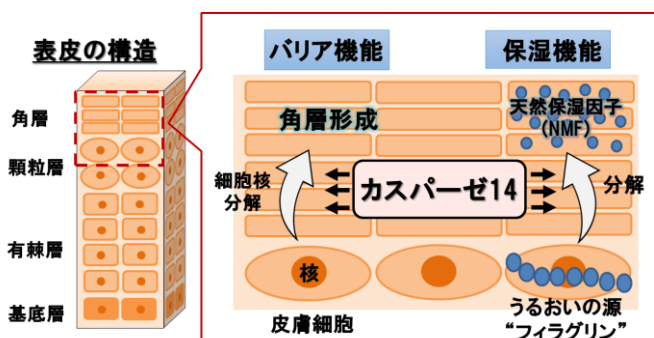 表皮の構造
角層
顆粒層
有棘層
基底層
バリア機能
保湿機能
角層形成
天然保湿因子
(NMF)
細胞核
分解
カスパーゼ14
分解
核
皮膚細胞
うるおいの源
“フィラグリン”